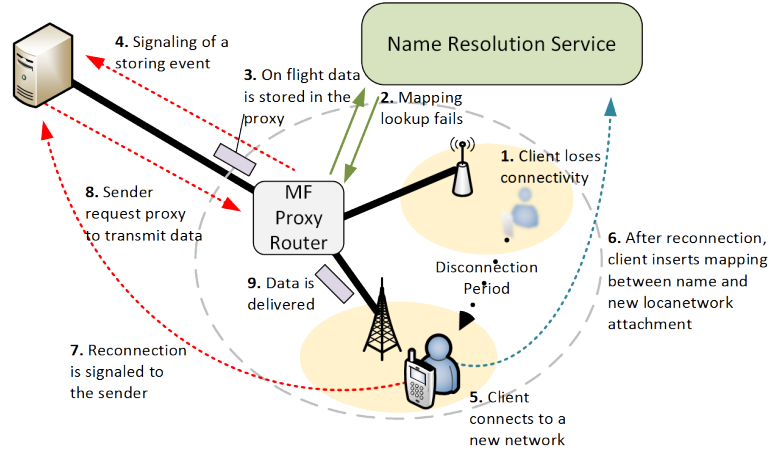 4. Signaling of a
storing event
Name Resolution Service
3. On flight data
is stored in the
proxy
2. Mapping
lookup fails
1. Client loses
connectivity
MF
Proxy
Router
8. Sender
request proxy
to transmit data
6. After reconnection,
client inserts mapping
between name and
new locanetwork
attachment
Disconnection
Period
9. Data is
delivered
7. Reconnection
is signaled to
the sender
5. Client
connects to a
new network